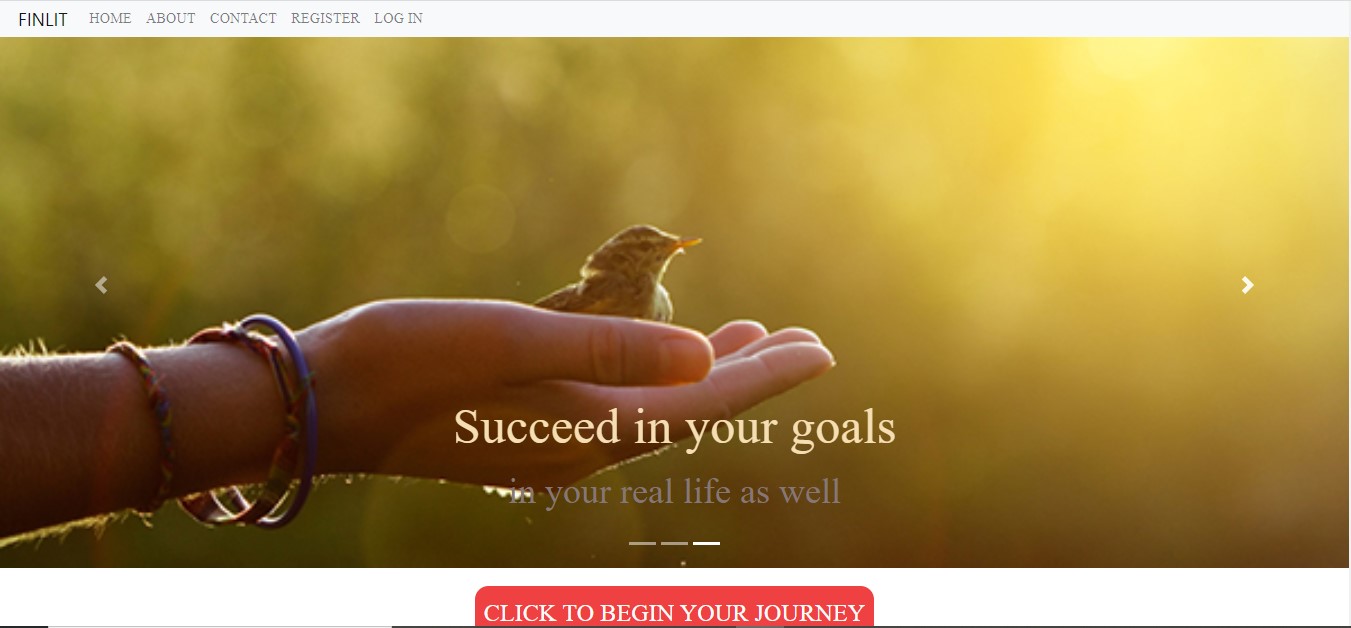 FINLIT HOME ABOUT CONTACT REGISTER LOG IN
Succeed in your goals
in your real life as well
CLICK TO BEGIN YOUR JOURNEY